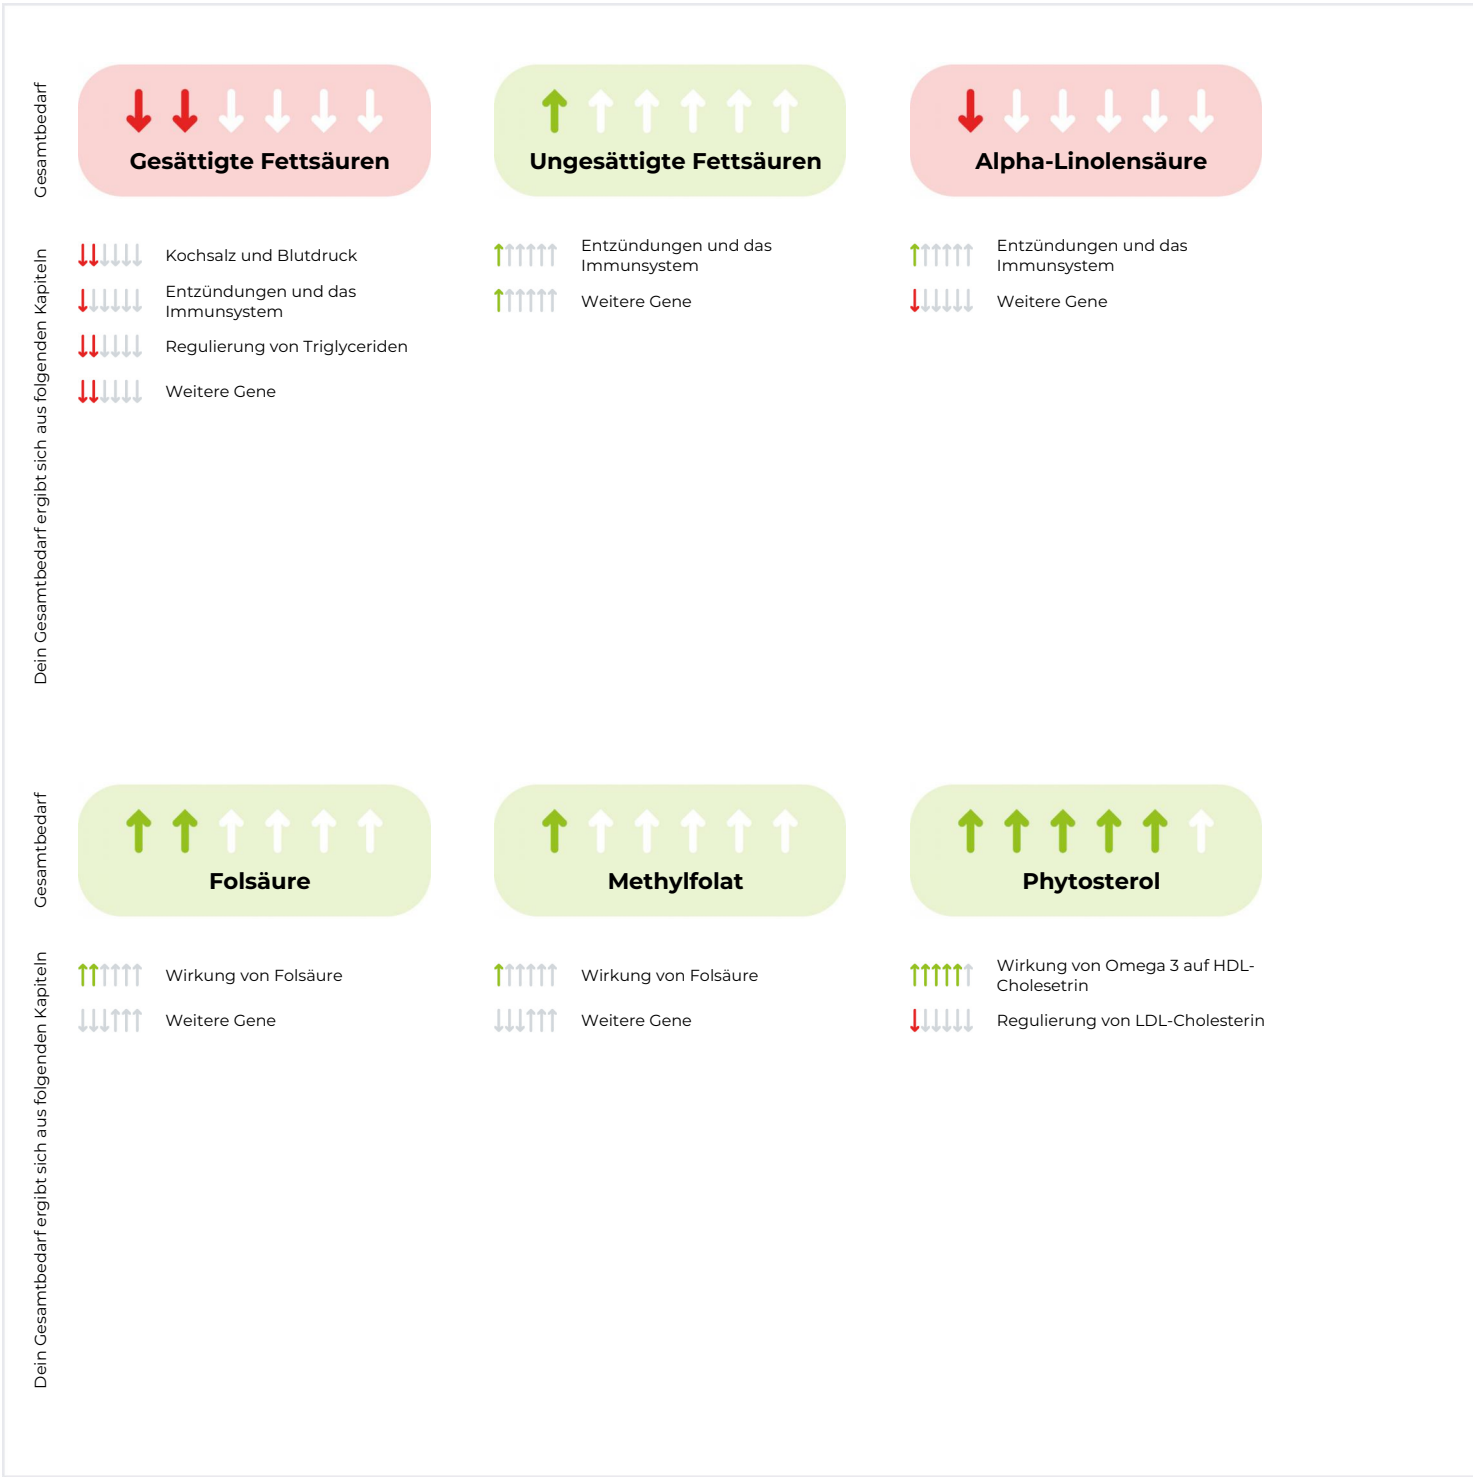 Gesamtbedarf
Gesättigte Fettsäuren
Ungesättigte Fettsäuren
Alpha-Linolensäure
Dein Gesamtbedarf ergibt sich aus folgenden Kapiteln
Kochsalz und Blutdruck
Entzündungen und das
Immunsystem
Regulierung von Triglyceriden
Weitere Gene
Entzündungen und das
Immunsystem
Weitere Gene
Entzündungen und das
Immunsystem
Weitere Gene
Gesamtbedarf
Folsäure
Methylfolat
Phytosterol
Dein Gesamtbedarf ergibt sich aus folgenden Kapiteln
Wirkung von Folsäure
Weitere Gene
Wirkung von Folsäure
Weitere Gene
Wirkung von Omega 3 auf HDL-
Cholesetrin
Regulierung von LDL-Cholesterin